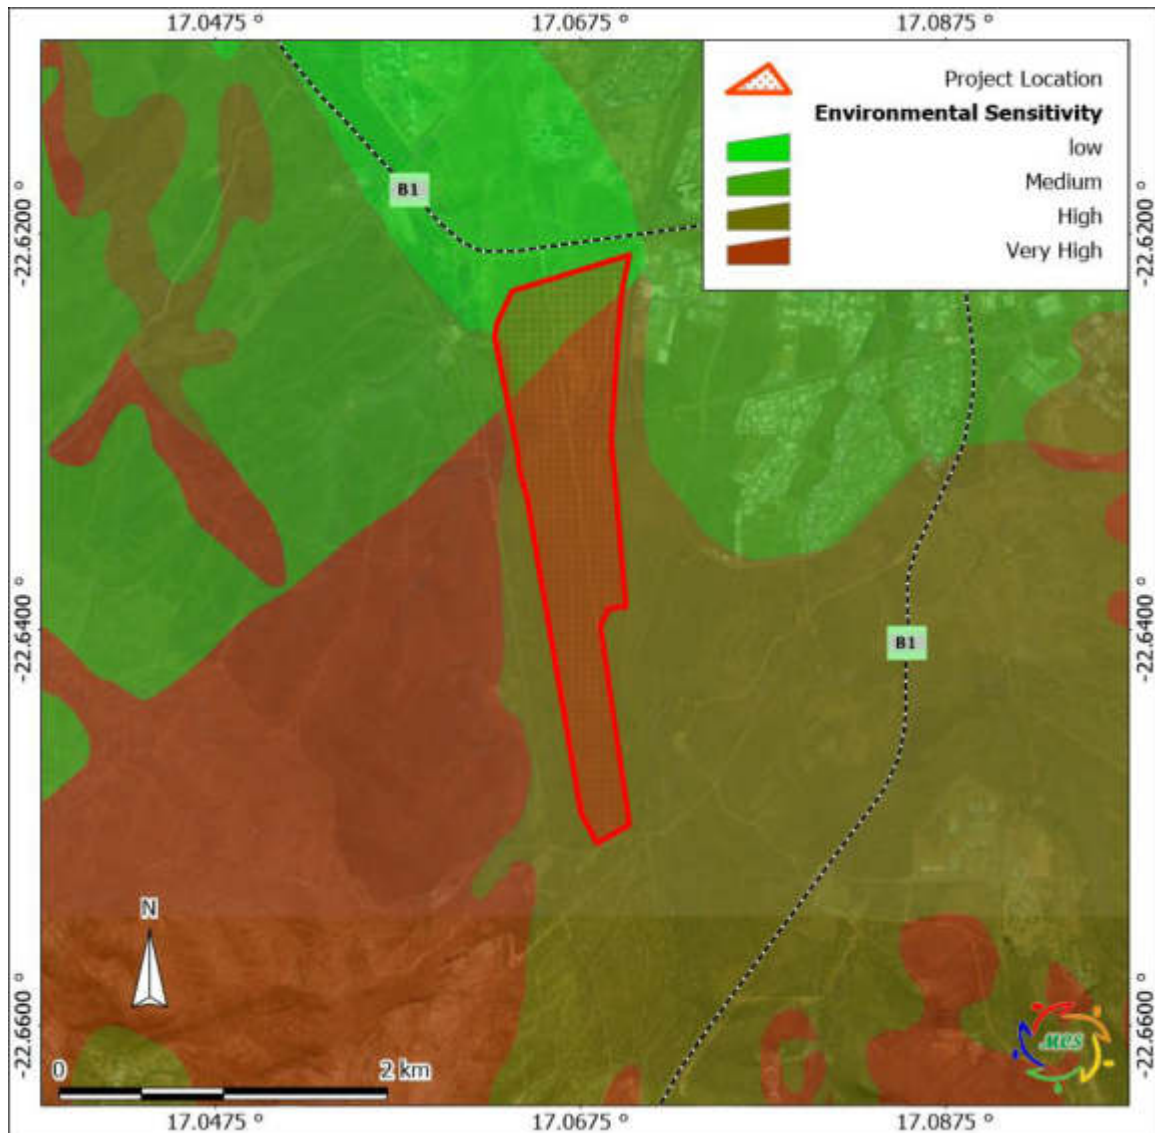 17.0475 °
17.0675 °
17.0875 °
Project Location
Environmental Sensitivity
low
Medium
High
Very High
B1
-22.6200 °
-22.6200 °
-22.6400 °
-22.6400 °
B1
N
-22.6600 °
-22.6600 °
MCS
0
2 km
17.0475 °
17.0675 °
17.0875 °